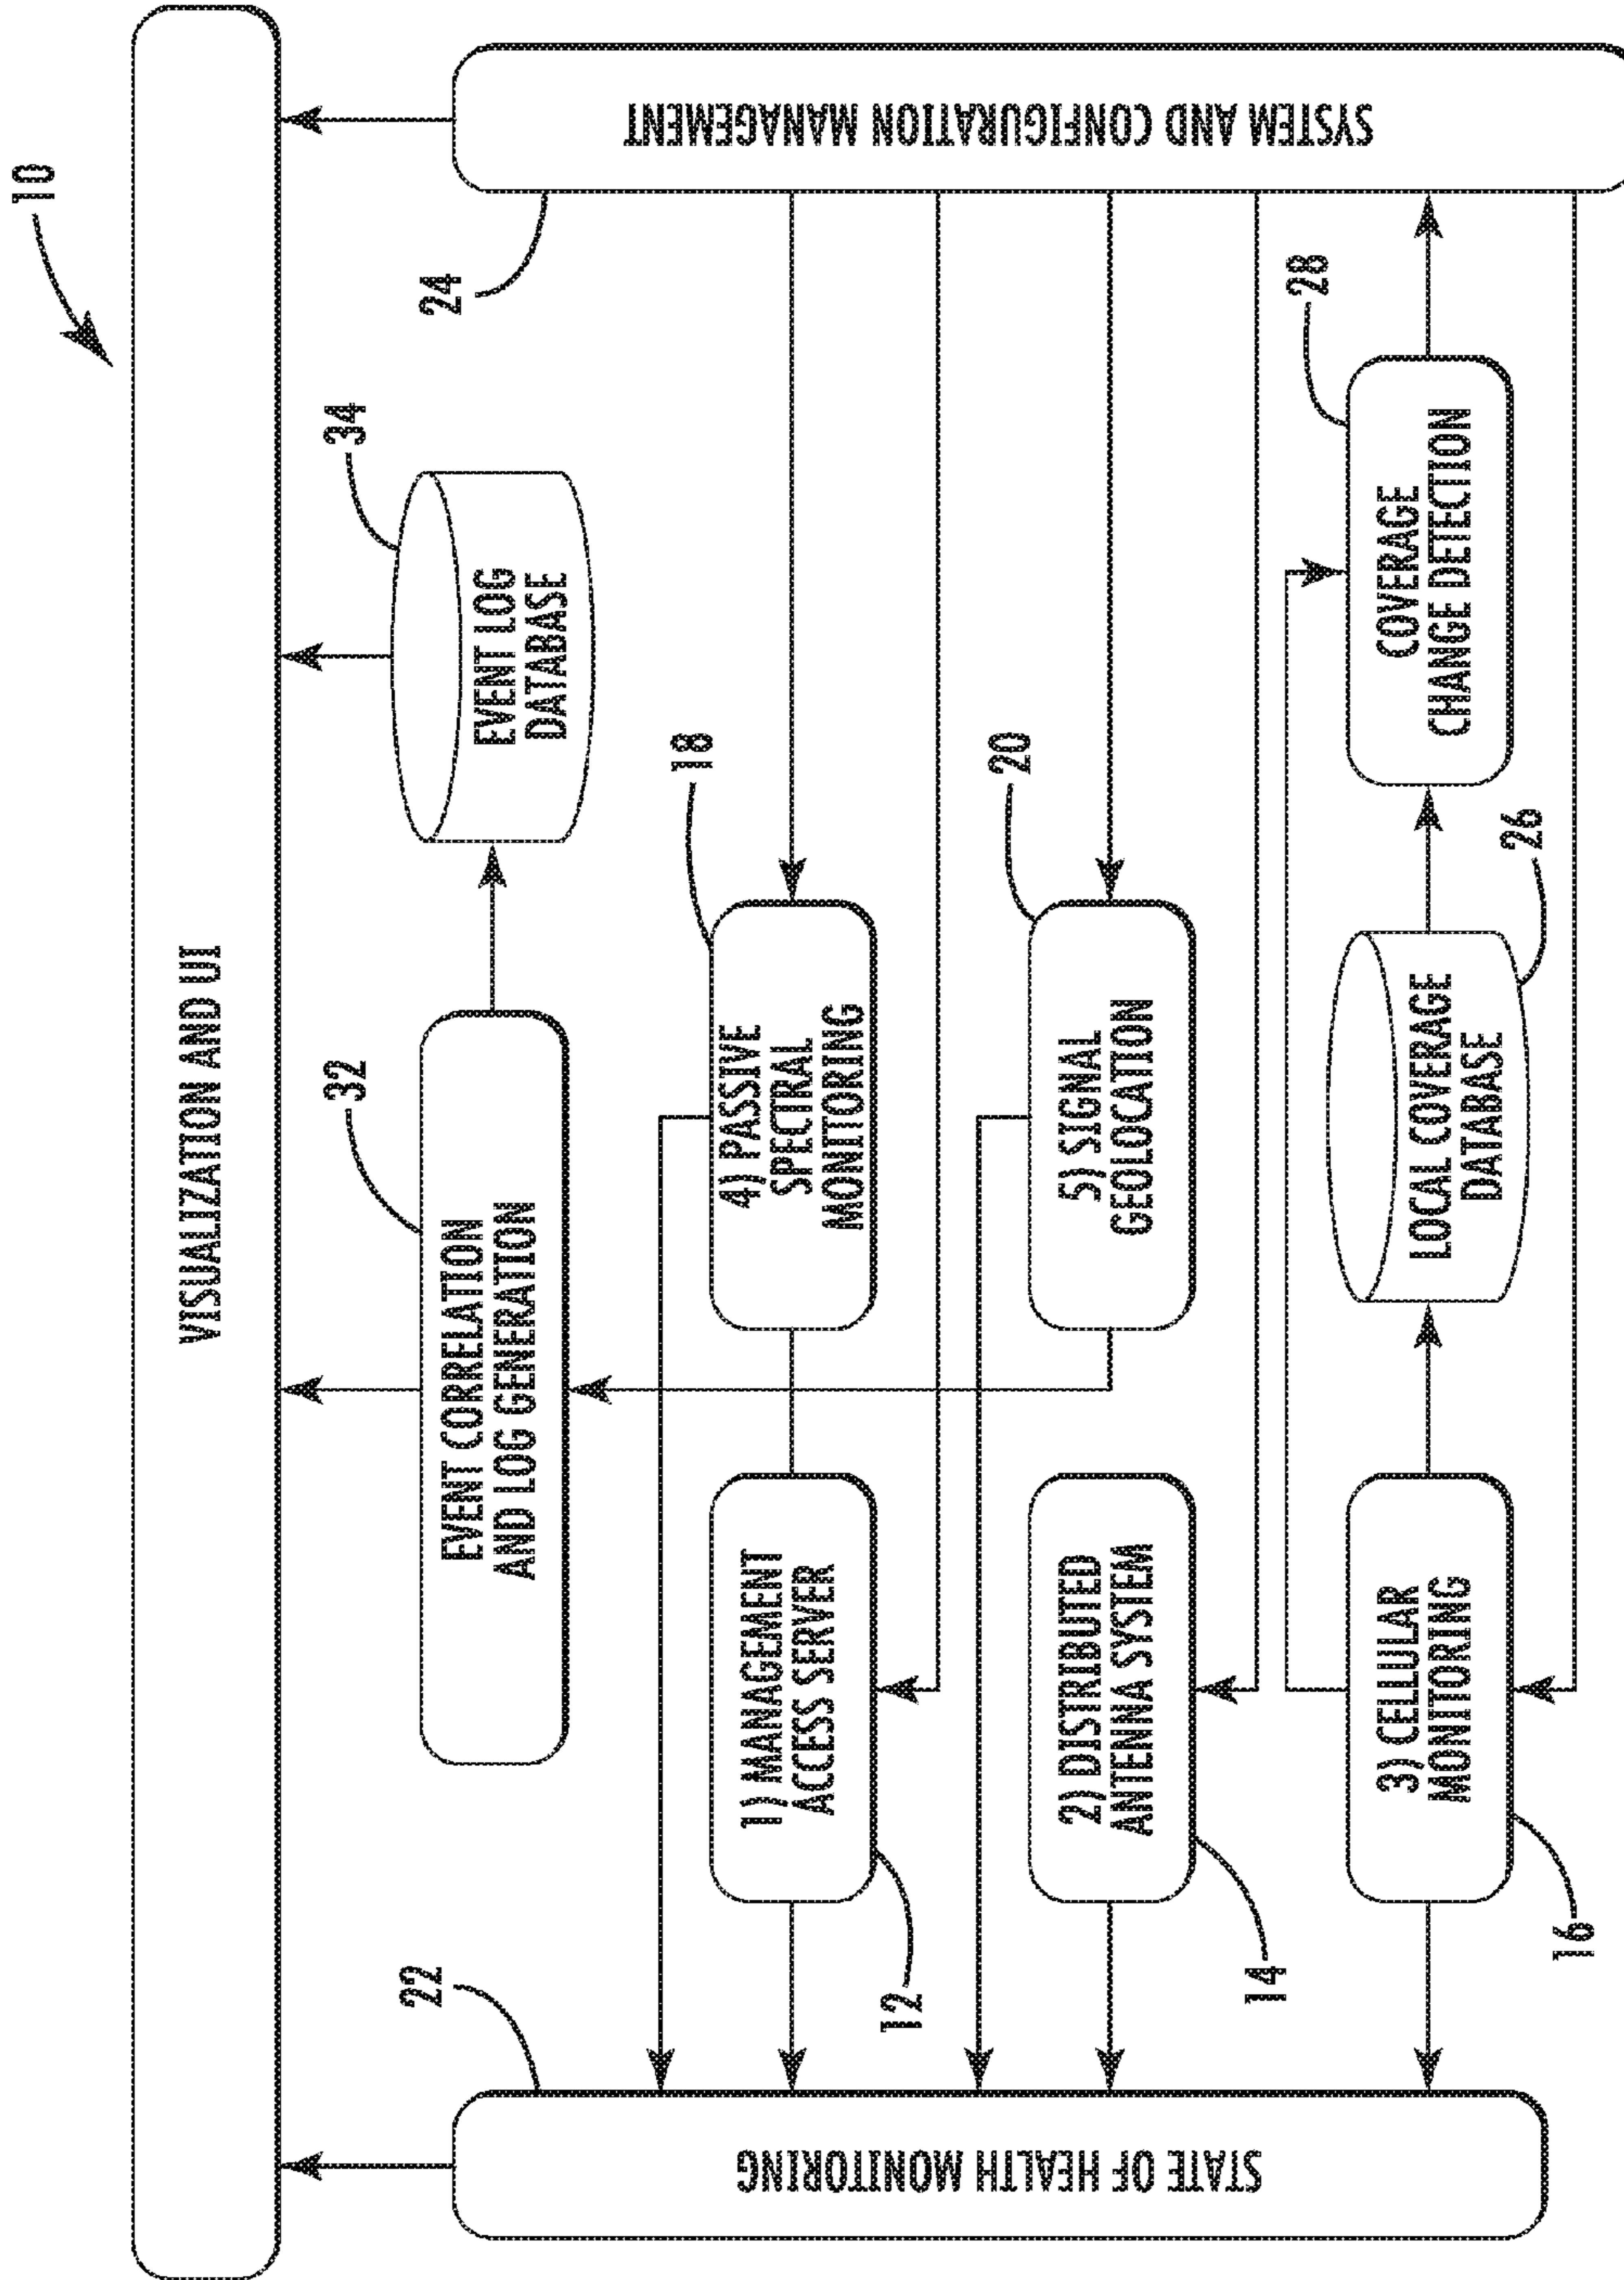 10
VISUALIZATION AND UI
22
STATE OF HEALTH MONITORING
32
EVENT CORRELATION
AND LOG GENERATION
34
EVENT LOG
DATABASE
24
SYSTEM AND CONFIGURATION MANAGEMENT
1) MANAGEMENT
ACCESS SERVER
12
18
4) PASSIVE
SPECTRAL
MONITORING
2) DISTRIBUTED
ANTENNA SYSTEM
14
20
5) SIGNAL
GEOLOCATION
3) CELLULAR
MONITORING
16
LOCAL COVERAGE
DATABASE
26
28
COVERAGE
CHANGE DETECTION